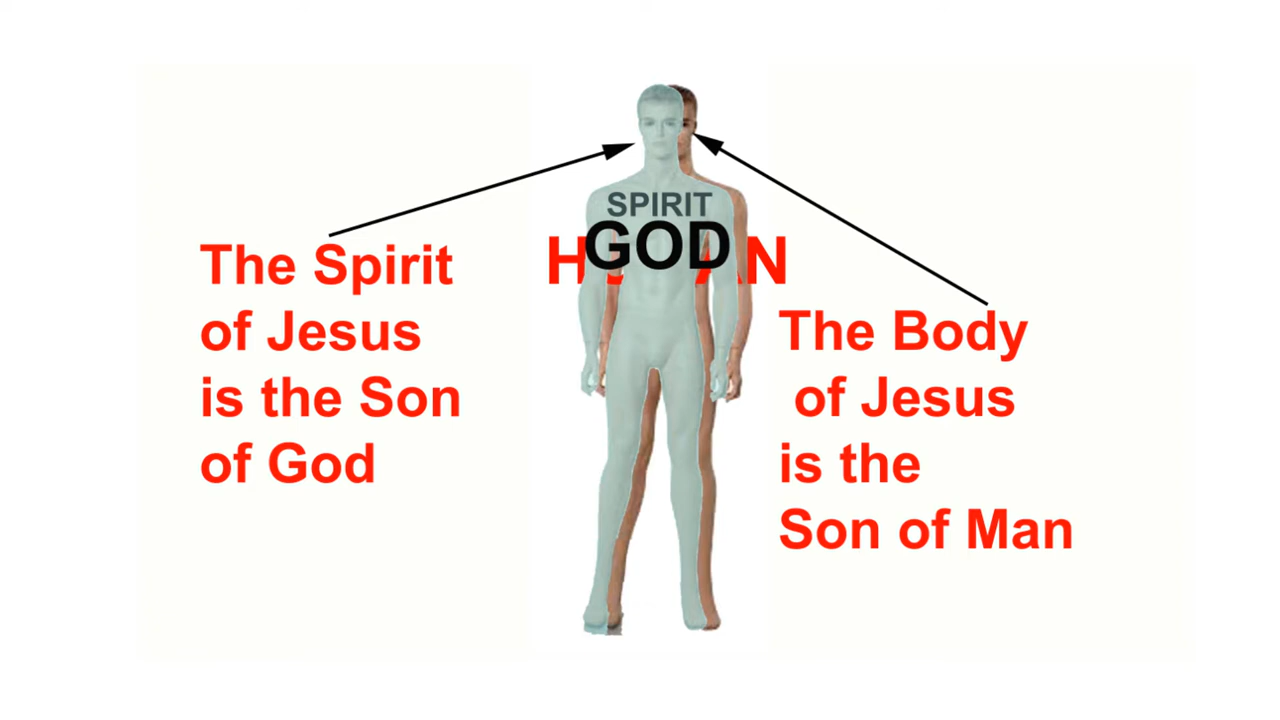 SPIRIT
GOD
The Spirit
of Jesus
is the Son
of God
The Body
of Jesus
is the
Son of Man